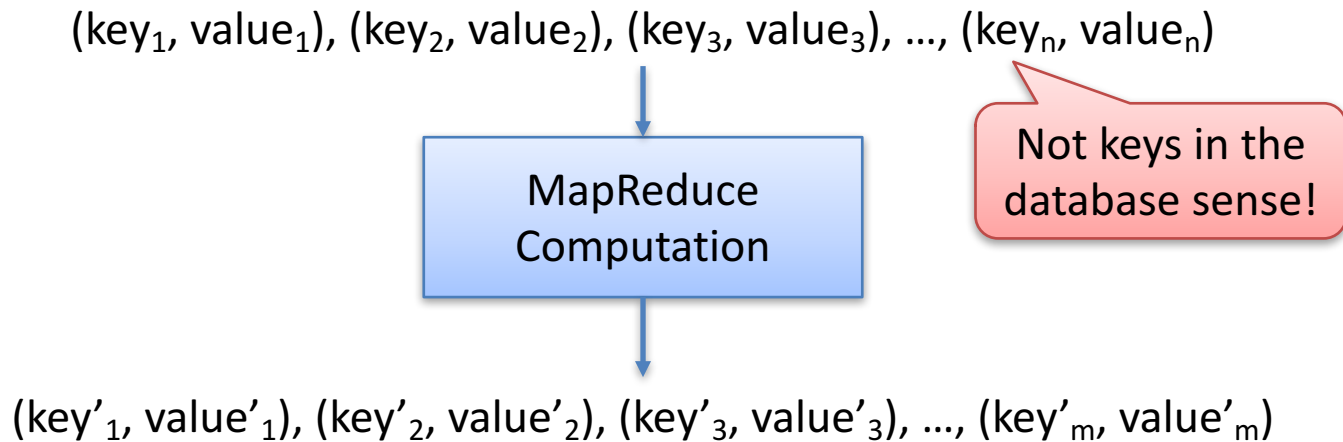 (key₁, value₁), (key₂, value₂), (key₃, value₃), …, (keyₙ, valueₙ)
Not keys in the
database sense!
MapReduce
Computation
(key’₁, value’₁), (key’₂, value’₂), (key’₃, value’₃), …, (key’ₘ, value’ₘ)